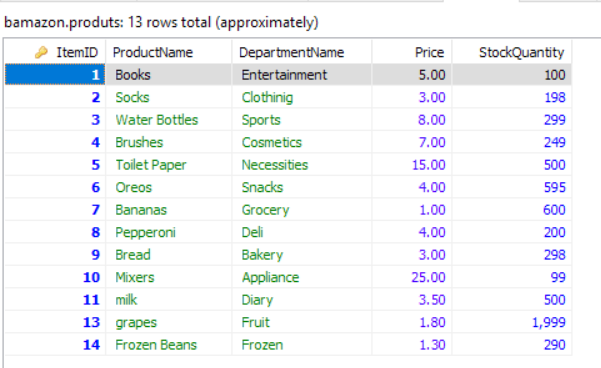 bamazon.produts: 13 rows total (approximately)
ItemID ProductName DepartmentName Price StockQuantity
1 Books Entertainment 5.00 100
2 Socks Clothinig 3.00 198
3 Water Bottles Sports 8.00 299
4 Brushes Cosmetics 7.00 249
5 Toilet Paper Necessities 15.00 500
6 Oreos Snacks 4.00 595
7 Bananas Grocery 1.00 600
8 Pepperoni Deli 4.00 200
9 Bread Bakery 3.00 298
10 Mixers Appliance 25.00 99
11 milk Diary 3.50 500
13 grapes Fruit 1.80 1,999
14 Frozen Beans Frozen 1.30 290